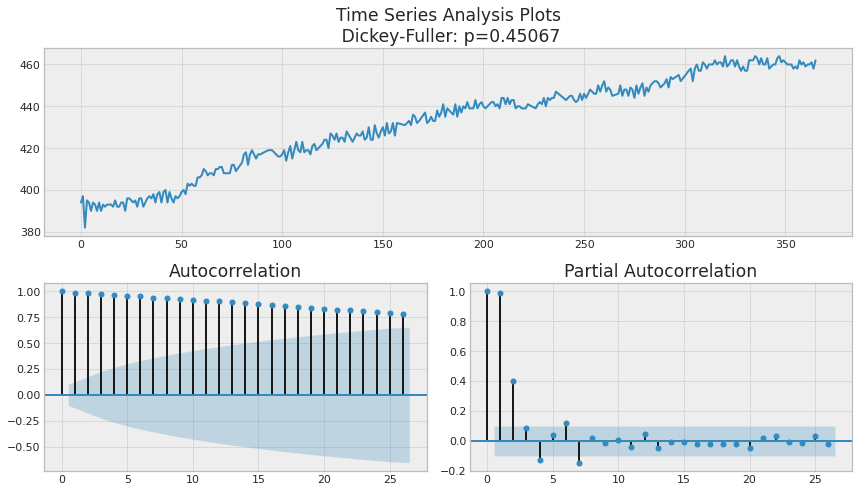 Time Series Analysis Plots
Dickey-Fuller: p=0.45067
460
440
420
400
380
0 50 100 150 200 250 300 350
Autocorrelation
1.00
0.75
0.50
0.25
0.00
−0.25
−0.50
0 5 10 15 20 25
Partial Autocorrelation
1.0
0.8
0.6
0.4
0.2
0.0
−0.2
0 5 10 15 20 25